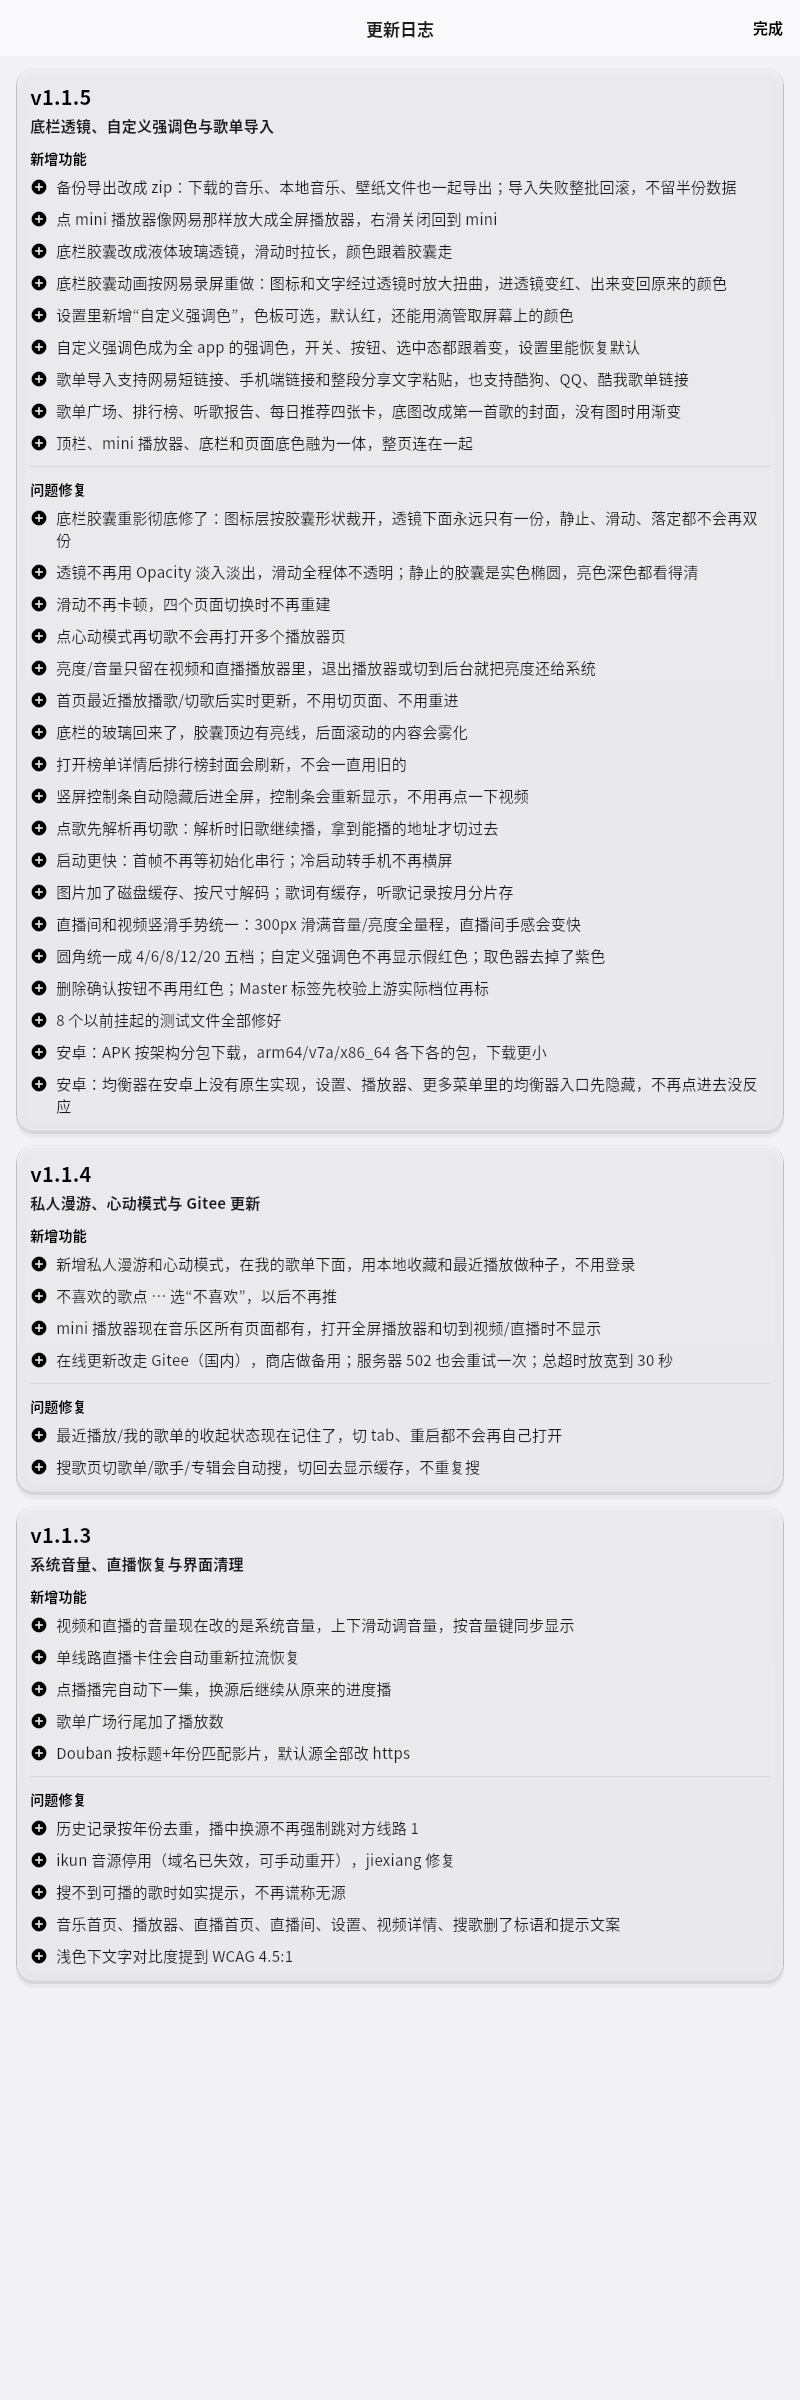 更新日志
完成
v1.1.5
底栏透镜、自定义强调色与歌单导入
新增功能
备份导出改成 zip：下载的音乐、本地音乐、壁纸文件也一起导出；导入失败整批回滚，不留半份数据
点 mini 播放器像网易那样放大成全屏播放器，右滑关闭回到 mini
底栏胶囊改成液体玻璃透镜，滑动时拉长，颜色跟着胶囊走
底栏胶囊动画按网易录屏重做：图标和文字经过透镜时放大扭曲，进透镜变红、出来变回原来的颜色
设置里新增“自定义强调色”，色板可选，默认红，还能用滴管取屏幕上的颜色
自定义强调色成为全 app 的强调色，开关、按钮、选中态都跟着变，设置里能恢复默认
歌单导入支持网易短链接、手机端链接和整段分享文字粘贴，也支持酷狗、QQ、酷我歌单链接
歌单广场、排行榜、听歌报告、每日推荐四张卡，底图改成第一首歌的封面，没有图时用渐变
顶栏、mini 播放器、底栏和页面底色融为一体，整页连在一起
问题修复
底栏胶囊重影彻底修了：图标层按胶囊形状裁开，透镜下面永远只有一份，静止、滑动、落定都不会再双
份
透镜不再用 Opacity 淡入淡出，滑动全程体不透明；静止的胶囊是实色椭圆，亮色深色都看得清
滑动不再卡顿，四个页面切换时不再重建
点心动模式再切歌不会再打开多个播放器页
亮度/音量只留在视频和直播播放器里，退出播放器或切到后台就把亮度还给系统
首页最近播放播歌/切歌后实时更新，不用切页面、不用重进
底栏的玻璃回来了，胶囊顶边有亮线，后面滚动的内容会雾化
打开榜单详情后排行榜封面会刷新，不会一直用旧的
竖屏控制条自动隐藏后进全屏，控制条会重新显示，不用再点一下视频
点歌先解析再切歌：解析时旧歌继续播，拿到能播的地址才切过去
启动更快：首帧不再等初始化串行；冷启动转手机不再横屏
图片加了磁盘缓存、按尺寸解码；歌词有缓存，听歌记录按月分片存
直播间和视频竖滑手势统一：300px 滑满音量/亮度全量程，直播间手感会变快
圆角统一成 4/6/8/12/20 五档；自定义强调色不再显示假红色；取色器去掉了紫色
删除确认按钮不再用红色；Master 标签先校验上游实际档位再标
8 个以前挂起的测试文件全部修好
安卓：APK 按架构分包下载，arm64/v7a/x86_64 各下各的包，下载更小
安卓：均衡器在安卓上没有原生实现，设置、播放器、更多菜单里的均衡器入口先隐藏，不再点进去没反
应
v1.1.4
私人漫游、心动模式与 Gitee 更新
新增功能
新增私人漫游和心动模式，在我的歌单下面，用本地收藏和最近播放做种子，不用登录
不喜欢的歌点 … 选“不喜欢”，以后不再推
mini 播放器现在音乐区所有页面都有，打开全屏播放器和切到视频/直播时不显示
在线更新改走 Gitee（国内），商店做备用；服务器 502 也会重试一次；总超时放宽到 30 秒
问题修复
最近播放/我的歌单的收起状态现在记住了，切 tab、重启都不会再自己打开
搜歌页切歌单/歌手/专辑会自动搜，切回去显示缓存，不重复搜
v1.1.3
系统音量、直播恢复与界面清理
新增功能
视频和直播的音量现在改的是系统音量，上下滑动调音量，按音量键同步显示
单线路直播卡住会自动重新拉流恢复
点播播完自动下一集，换源后继续从原来的进度播
歌单广场行尾加了播放数
Douban 按标题+年份匹配影片，默认源全部改 https
问题修复
历史记录按年份去重，播中换源不再强制跳对方线路 1
ikun 音源停用（域名已失效，可手动重开），jiexiang 修复
搜不到可播的歌时如实提示，不再谎称无源
音乐首页、播放器、直播首页、直播间、设置、视频详情、搜歌删了标语和提示文案
浅色下文字对比度提到 WCAG 4.5:1